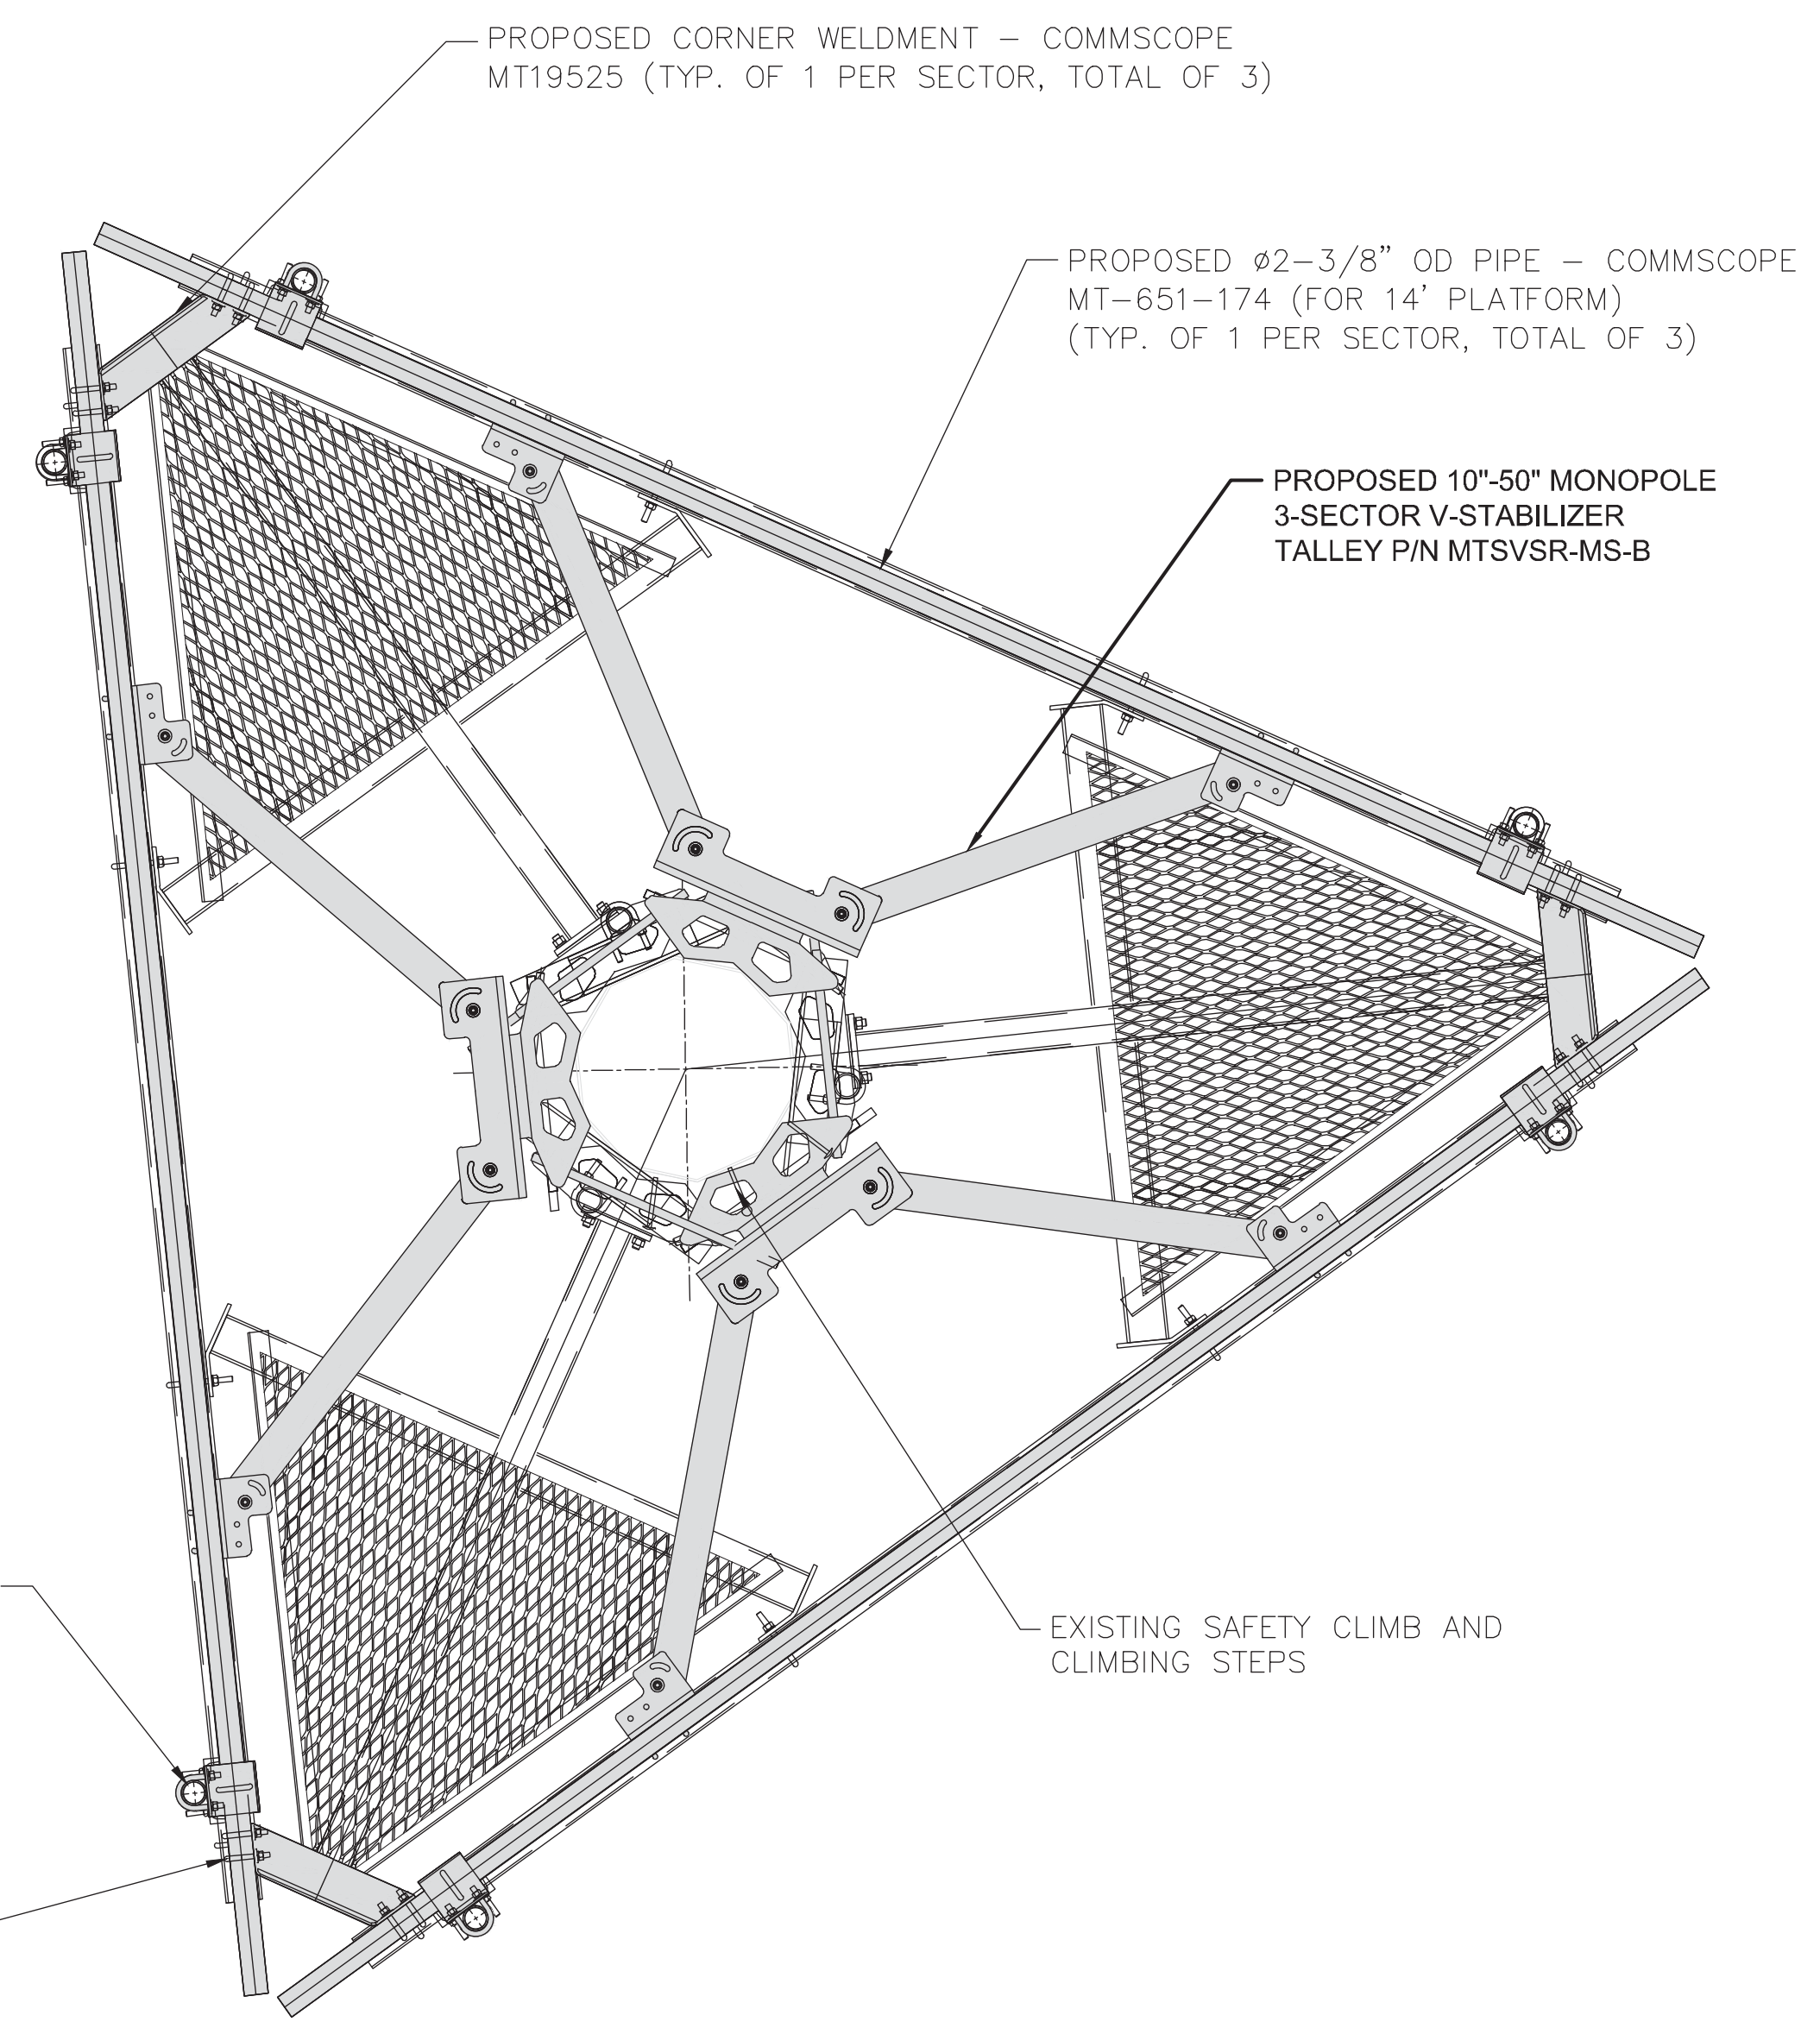 PROPOSED CORNER WELDMENT – COMMSCOPE
MT19525 (TYP. OF 1 PER SECTOR, TOTAL OF 3)
PROPOSED ø2–3/8” OD PIPE – COMMSCOPE
MT–651–174 (FOR 14’ PLATFORM)
(TYP. OF 1 PER SECTOR, TOTAL OF 3)
PROPOSED 10"-50" MONOPOLE
3-SECTOR V-STABILIZER
TALLEY P/N MTSVSR-MS-B
EXISTING SAFETY CLIMB AND
CLIMBING STEPS